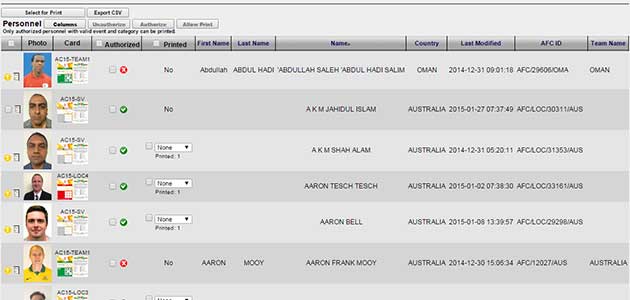 Select for Print Export CSV
Personnel Columns Unauthorize Authorize Allow Print
Only authorized personnel with valid event and category can be printed.
Photo Card Authorized Printed First Name Last Name Name Country Last Modified AFC ID Team Name
AC15-TEAM1
No Abdullah ABDUL HADI 'ABDULLAH SALEH 'ABDUL HADI SALIM OMAN 2014-12-31 09:01:18 AFC/29606/OMA OMAN
AC15-SV
No A K M JAHIDUL ISLAM AUSTRALIA 2015-01-27 07:37:49 AFC/LOC/30311/AUS
AC15-SV
None
A K M SHAH ALAM AUSTRALIA 2014-12-31 05:20:11 AFC/LOC/31353/AUS
Printed: 1
AC15-LOC4
None
AARON TESCH TESCH AUSTRALIA 2015-01-02 07:38:30 AFC/LOC/33161/AUS
Printed: 1
AC15-SV
None
AARON BELL AUSTRALIA 2015-01-08 13:39:57 AFC/LOC/29298/AUS
Printed: 1
AC15-TEAM1
No AARON MOOY AARON FRANK MOOY AUSTRALIA 2014-12-30 15:06:34 AFC/12027/AUS AUSTRALIA
AC15-LOC3